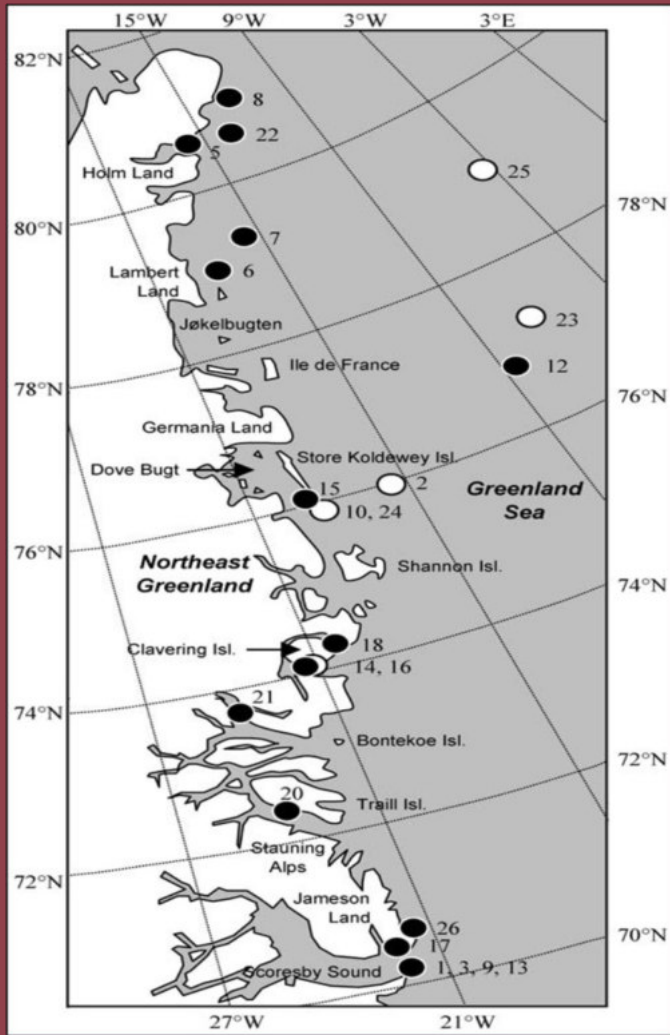 15°W 9°W 3°W 3°E
82°N
8
22
5
Holm Land
25
80°N
78°N
7
Lambert
Land
6
23
Jøkelbugten
12
Ile de France
78°N
76°N
Germania Land
Store Koldewey Isl.
Dove Bugt
2
15
Greenland
Sea
10, 24
76°N
Northeast
Greenland
Shannon Isl.
74°N
18
Clavering Isl.
14, 16
21
74°N
Bontekoe Isl.
72°N
20
Traill Isl.
Stauning
Alps
72°N
Jameson
Land
26
70°N
17
Scoresby Sound
1, 3, 9, 13
27°W 21°W